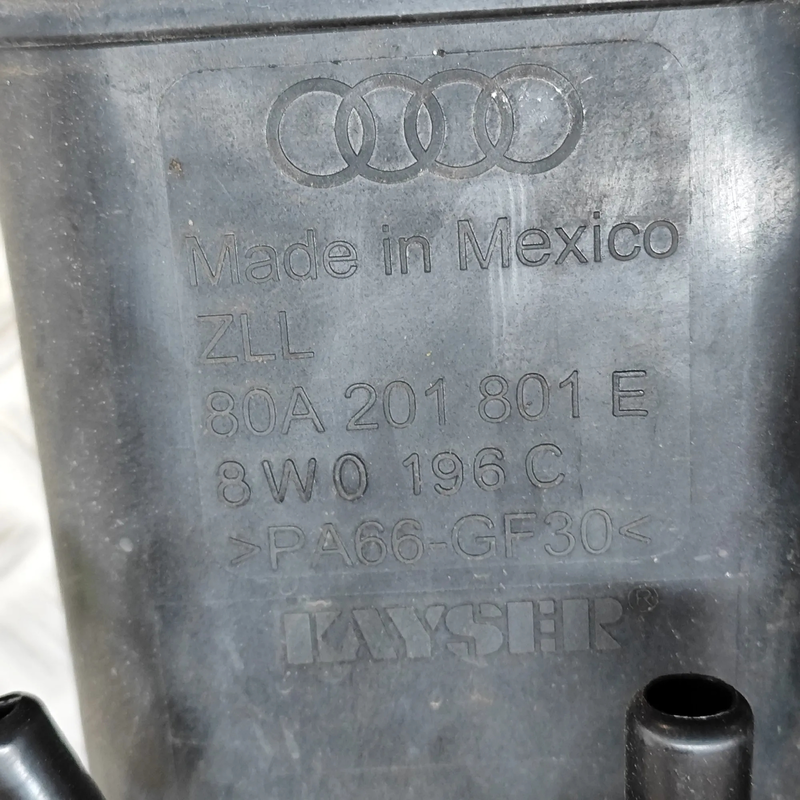 Made in Mexico
ZLL
80A 201 801 E
8W0 196 C
>PA66-GF30<
KAYSER®